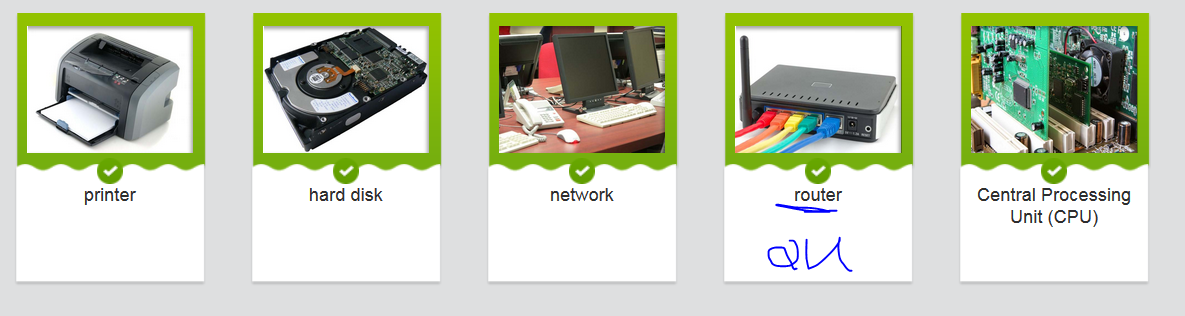 printer
hard disk
network
router
Central Processing
Unit (CPU)